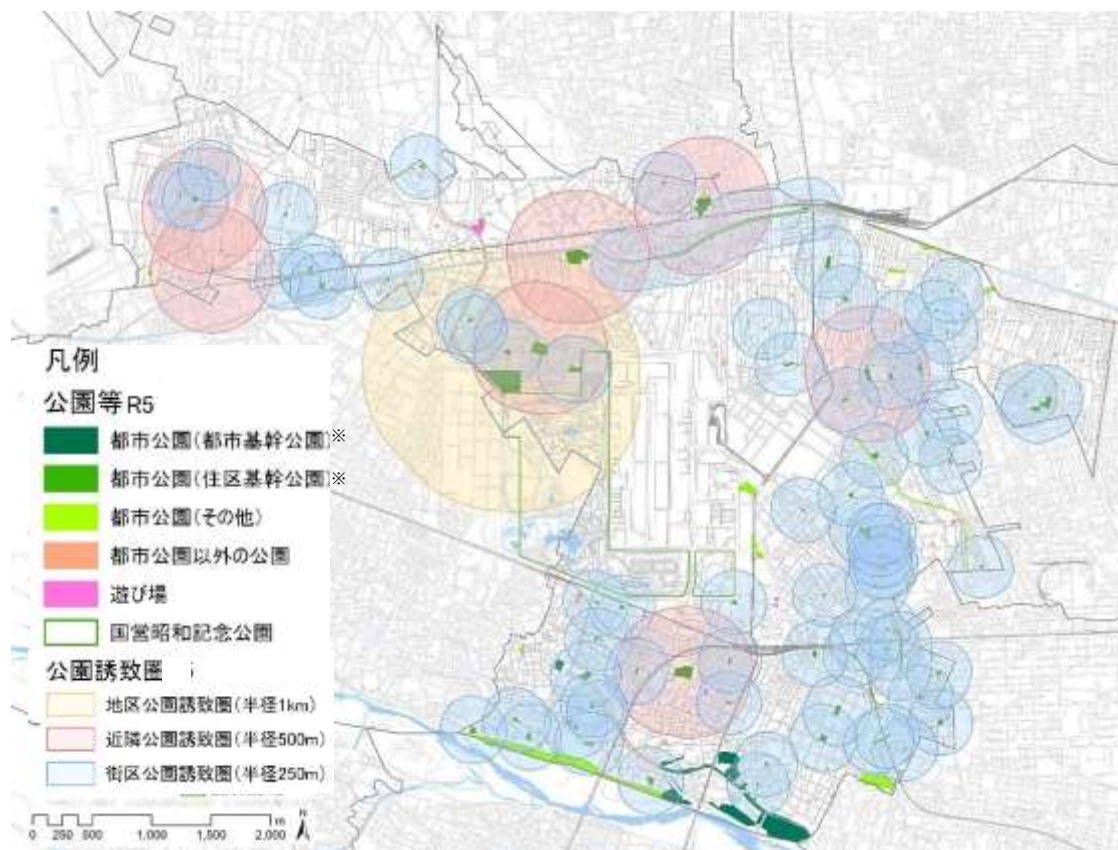 凡例
公園等R5
都市公園(都市基幹公園)※
都市公園(住区基幹公園)※
都市公園(その他)
都市公園以外の公園
遊び場
国営昭和記念公園
公園誘致圏
地区公園誘致圏(半径1km)
近隣公園誘致圏(半径500m)
街区公園誘致圏(半径250m)
m
N
0 250 500 1,000 1,500 2,000